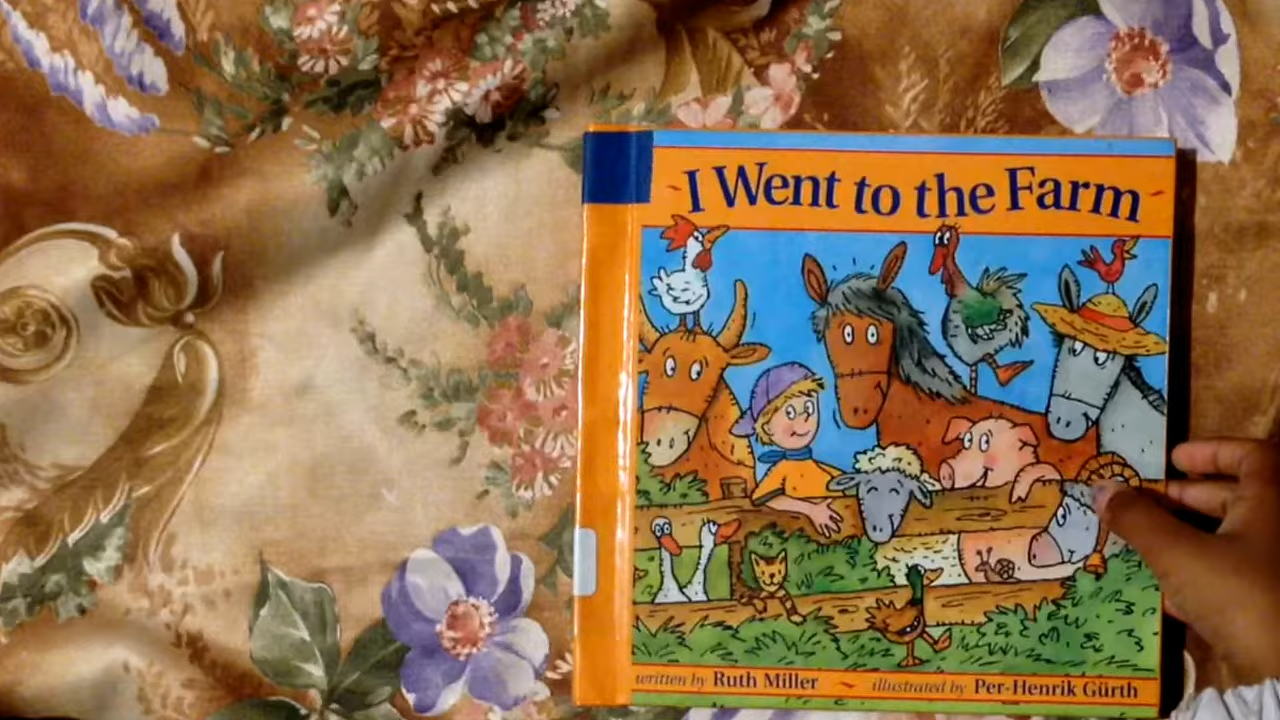 I Went to the Farm
written by Ruth Miller
illustrated by Per-Henrik Gürth